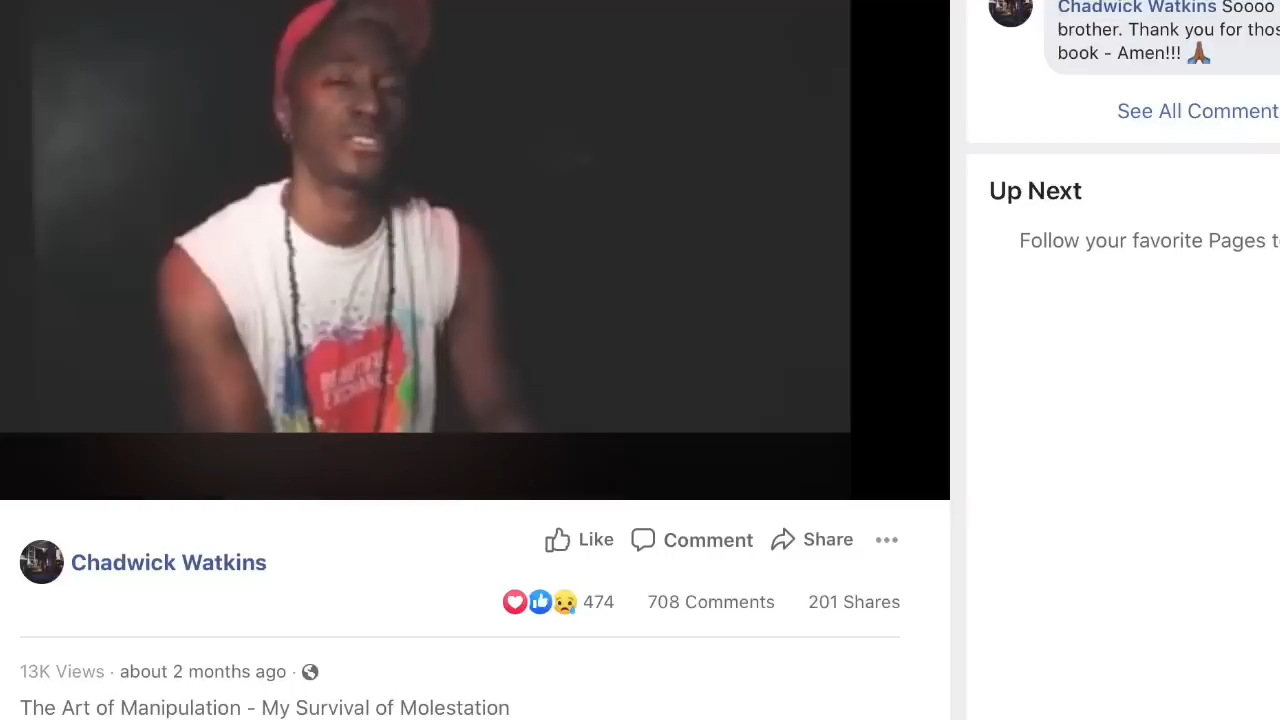 Chadwick Watkins Soooo
brother. Thank you for thos
book - Amen!!! 🙏🏾
See All Comment
Up Next
Follow your favorite Pages t
BEAUTIFUL
EXCHANGE
Like Comment Share
Chadwick Watkins
474 708 Comments 201 Shares
13K Views · about 2 months ago ·
The Art of Manipulation - My Survival of Molestation